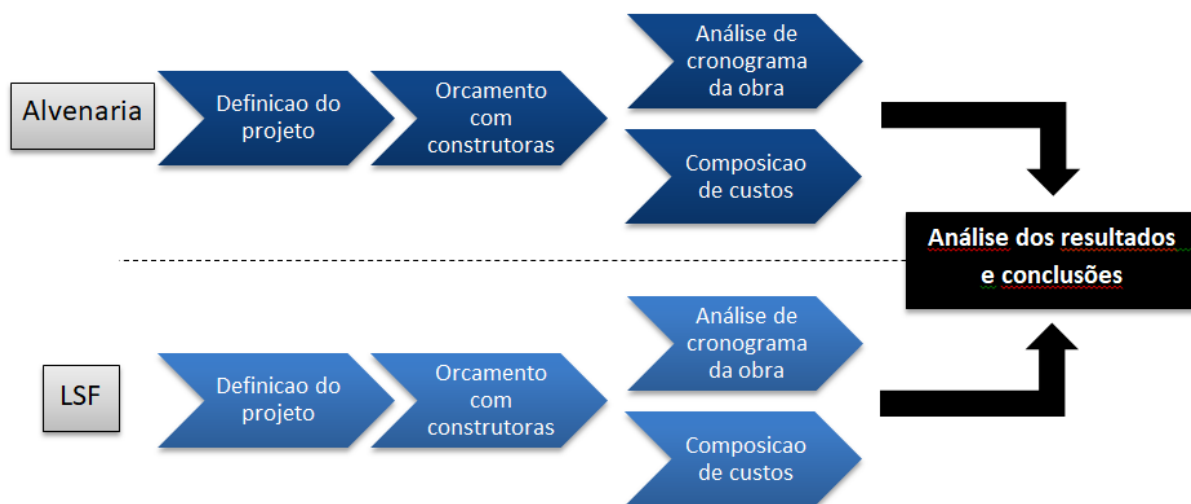 Alvenaria
Definicao do
projeto
Orcamento
com
construtoras
Análise de
cronograma
da obra
Composicao
de custos
Análise dos resultados
e conclusões
LSF
Definicao do
projeto
Orcamento
com
construtoras
Análise de
cronograma
da obra
Composicao
de custos